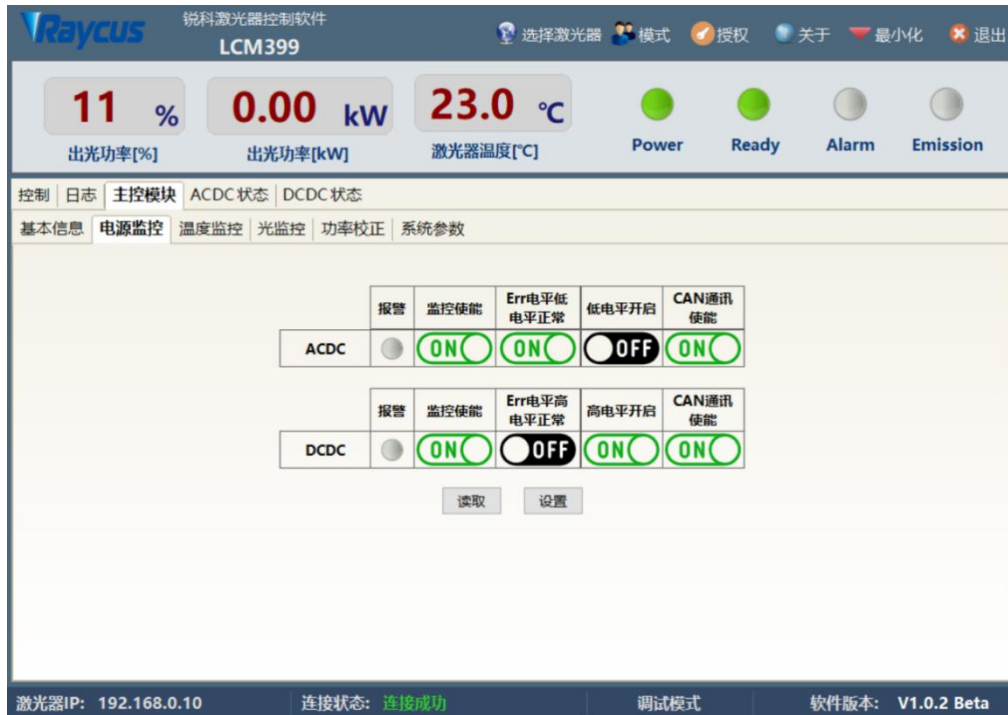 Raycus
锐科激光器控制软件
LCM399
选择激光器 模式 授权 关于 最小化 退出
11 % 0.00 kW 23.0 ℃
出光功率[%] 出光功率[kW] 激光器温度[℃] Power Ready Alarm Emission
控制 日志 主控模块 ACDC状态 DCDC状态
基本信息 电源监控 温度监控 光监控 功率校正 系统参数
报警 监控使能 Err电平低电平正常 低电平开启 CAN通讯使能
ACDC ON ON OFF ON
报警 监控使能 Err电平高电平正常 高电平开启 CAN通讯使能
DCDC ON OFF ON ON
读取 设置
激光器IP: 192.168.0.10 连接状态: 连接成功 调试模式 软件版本: V1.0.2 Beta